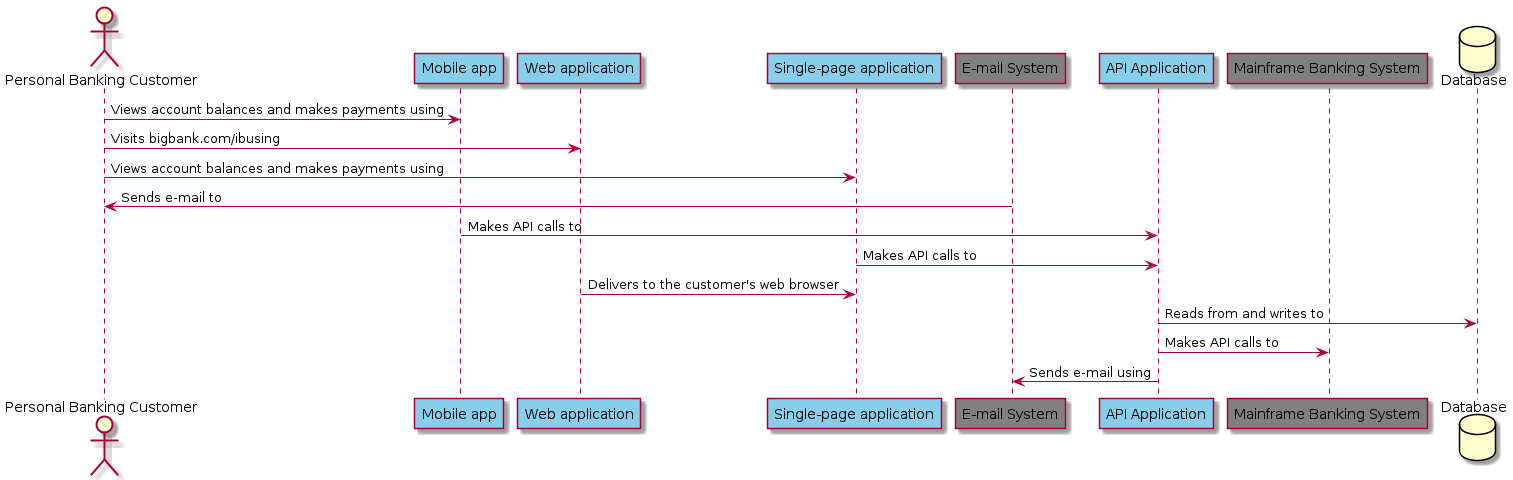 Personal Banking Customer
Mobile app
Web application
Single-page application
E-mail System
API Application
Mainframe Banking System
Database
Views account balances and makes payments using
Visits bigbank.com/ibusing
Views account balances and makes payments using
Sends e-mail to
Makes API calls to
Makes API calls to
Delivers to the customer's web browser
Reads from and writes to
Makes API calls to
Sends e-mail using
Personal Banking Customer
Mobile app
Web application
Single-page application
E-mail System
API Application
Mainframe Banking System
Database